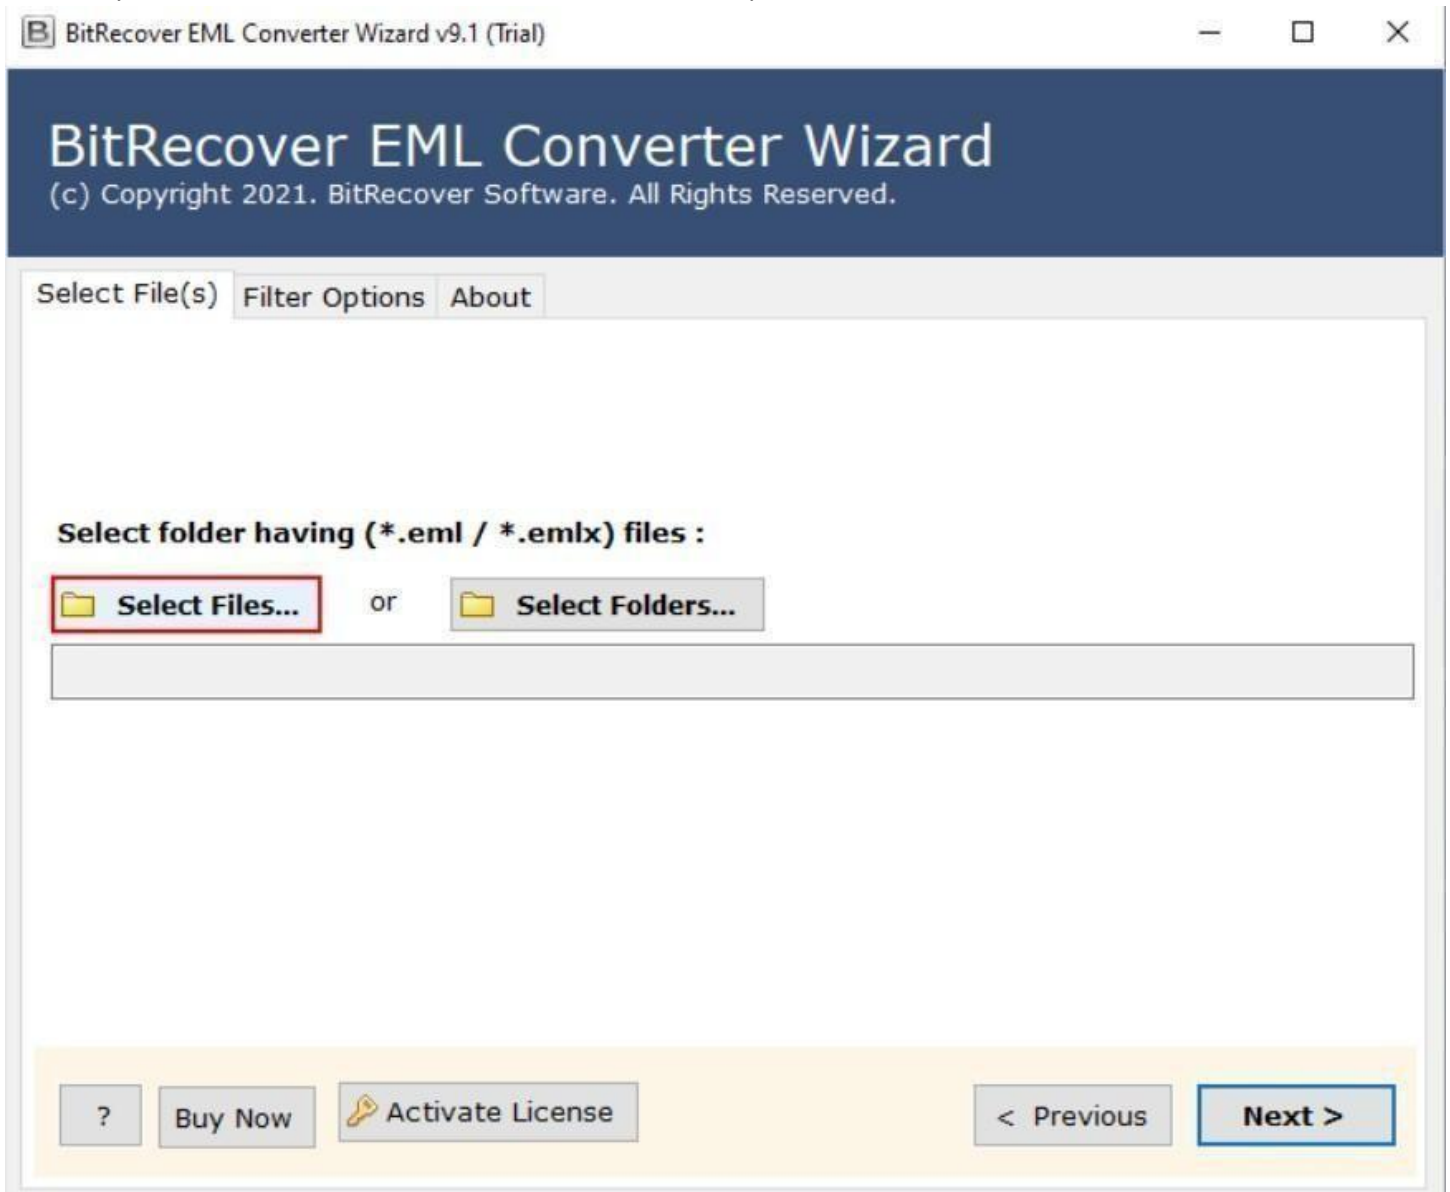 BitRecover EML Converter Wizard v9.1 (Trial)
BitRecover EML Converter Wizard
(c) Copyright 2021. BitRecover Software. All Rights Reserved.
Select File(s) Filter Options About
Select folder having (*.eml / *.emlx) files :
Select Files... or Select Folders...
? Buy Now Activate License < Previous Next >